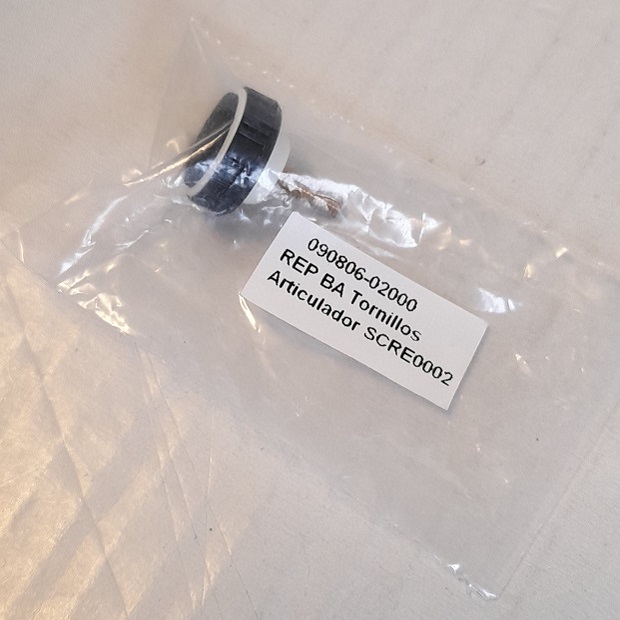 090806-02000
REP BA Tornillos
Articulador SCRE0002